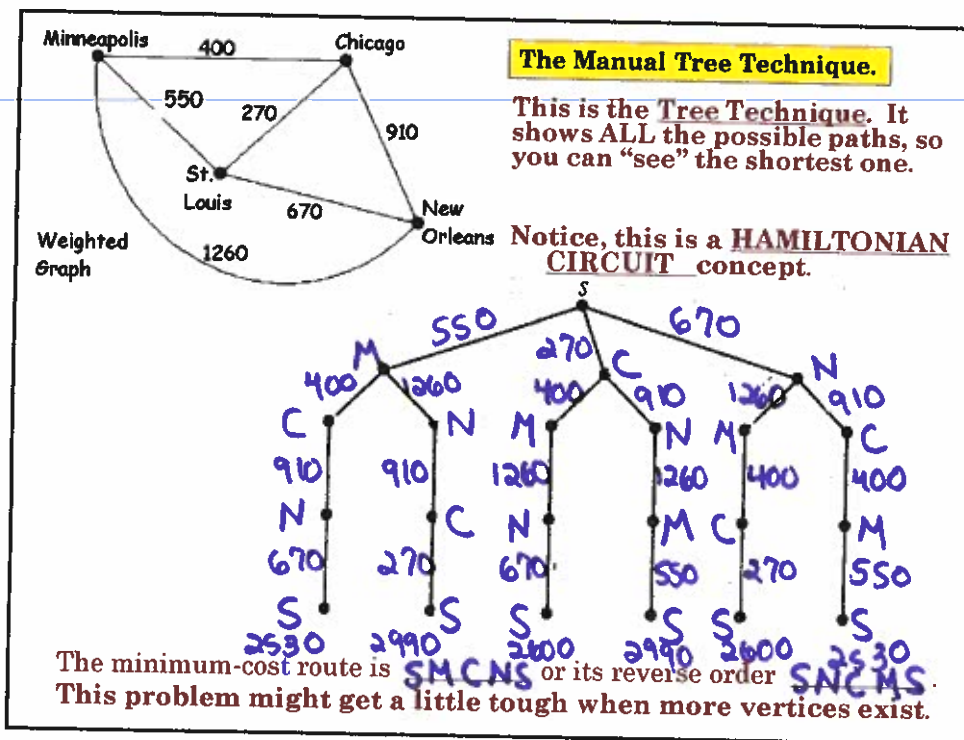 Minneapolis
400
Chicago
The Manual Tree Technique.
550
270
910
This is the Tree Technique. It
shows ALL the possible paths, so
you can “see” the shortest one.
St.
Louis
670
New
Orleans
Weighted
Graph
1260
Notice, this is a HAMILTONIAN
CIRCUIT concept.
S
550 270 670
M C N
400 1260 400 910 1260 910
C N M N M C
910 910 1260 1260 400 400
N C N M C M
670 270 670 550 270 550
S S S S S S
2530 2990 2600 2990 2600 2530
The minimum-cost route is SMCNS or its reverse order SNCMS.
This problem might get a little tough when more vertices exist.